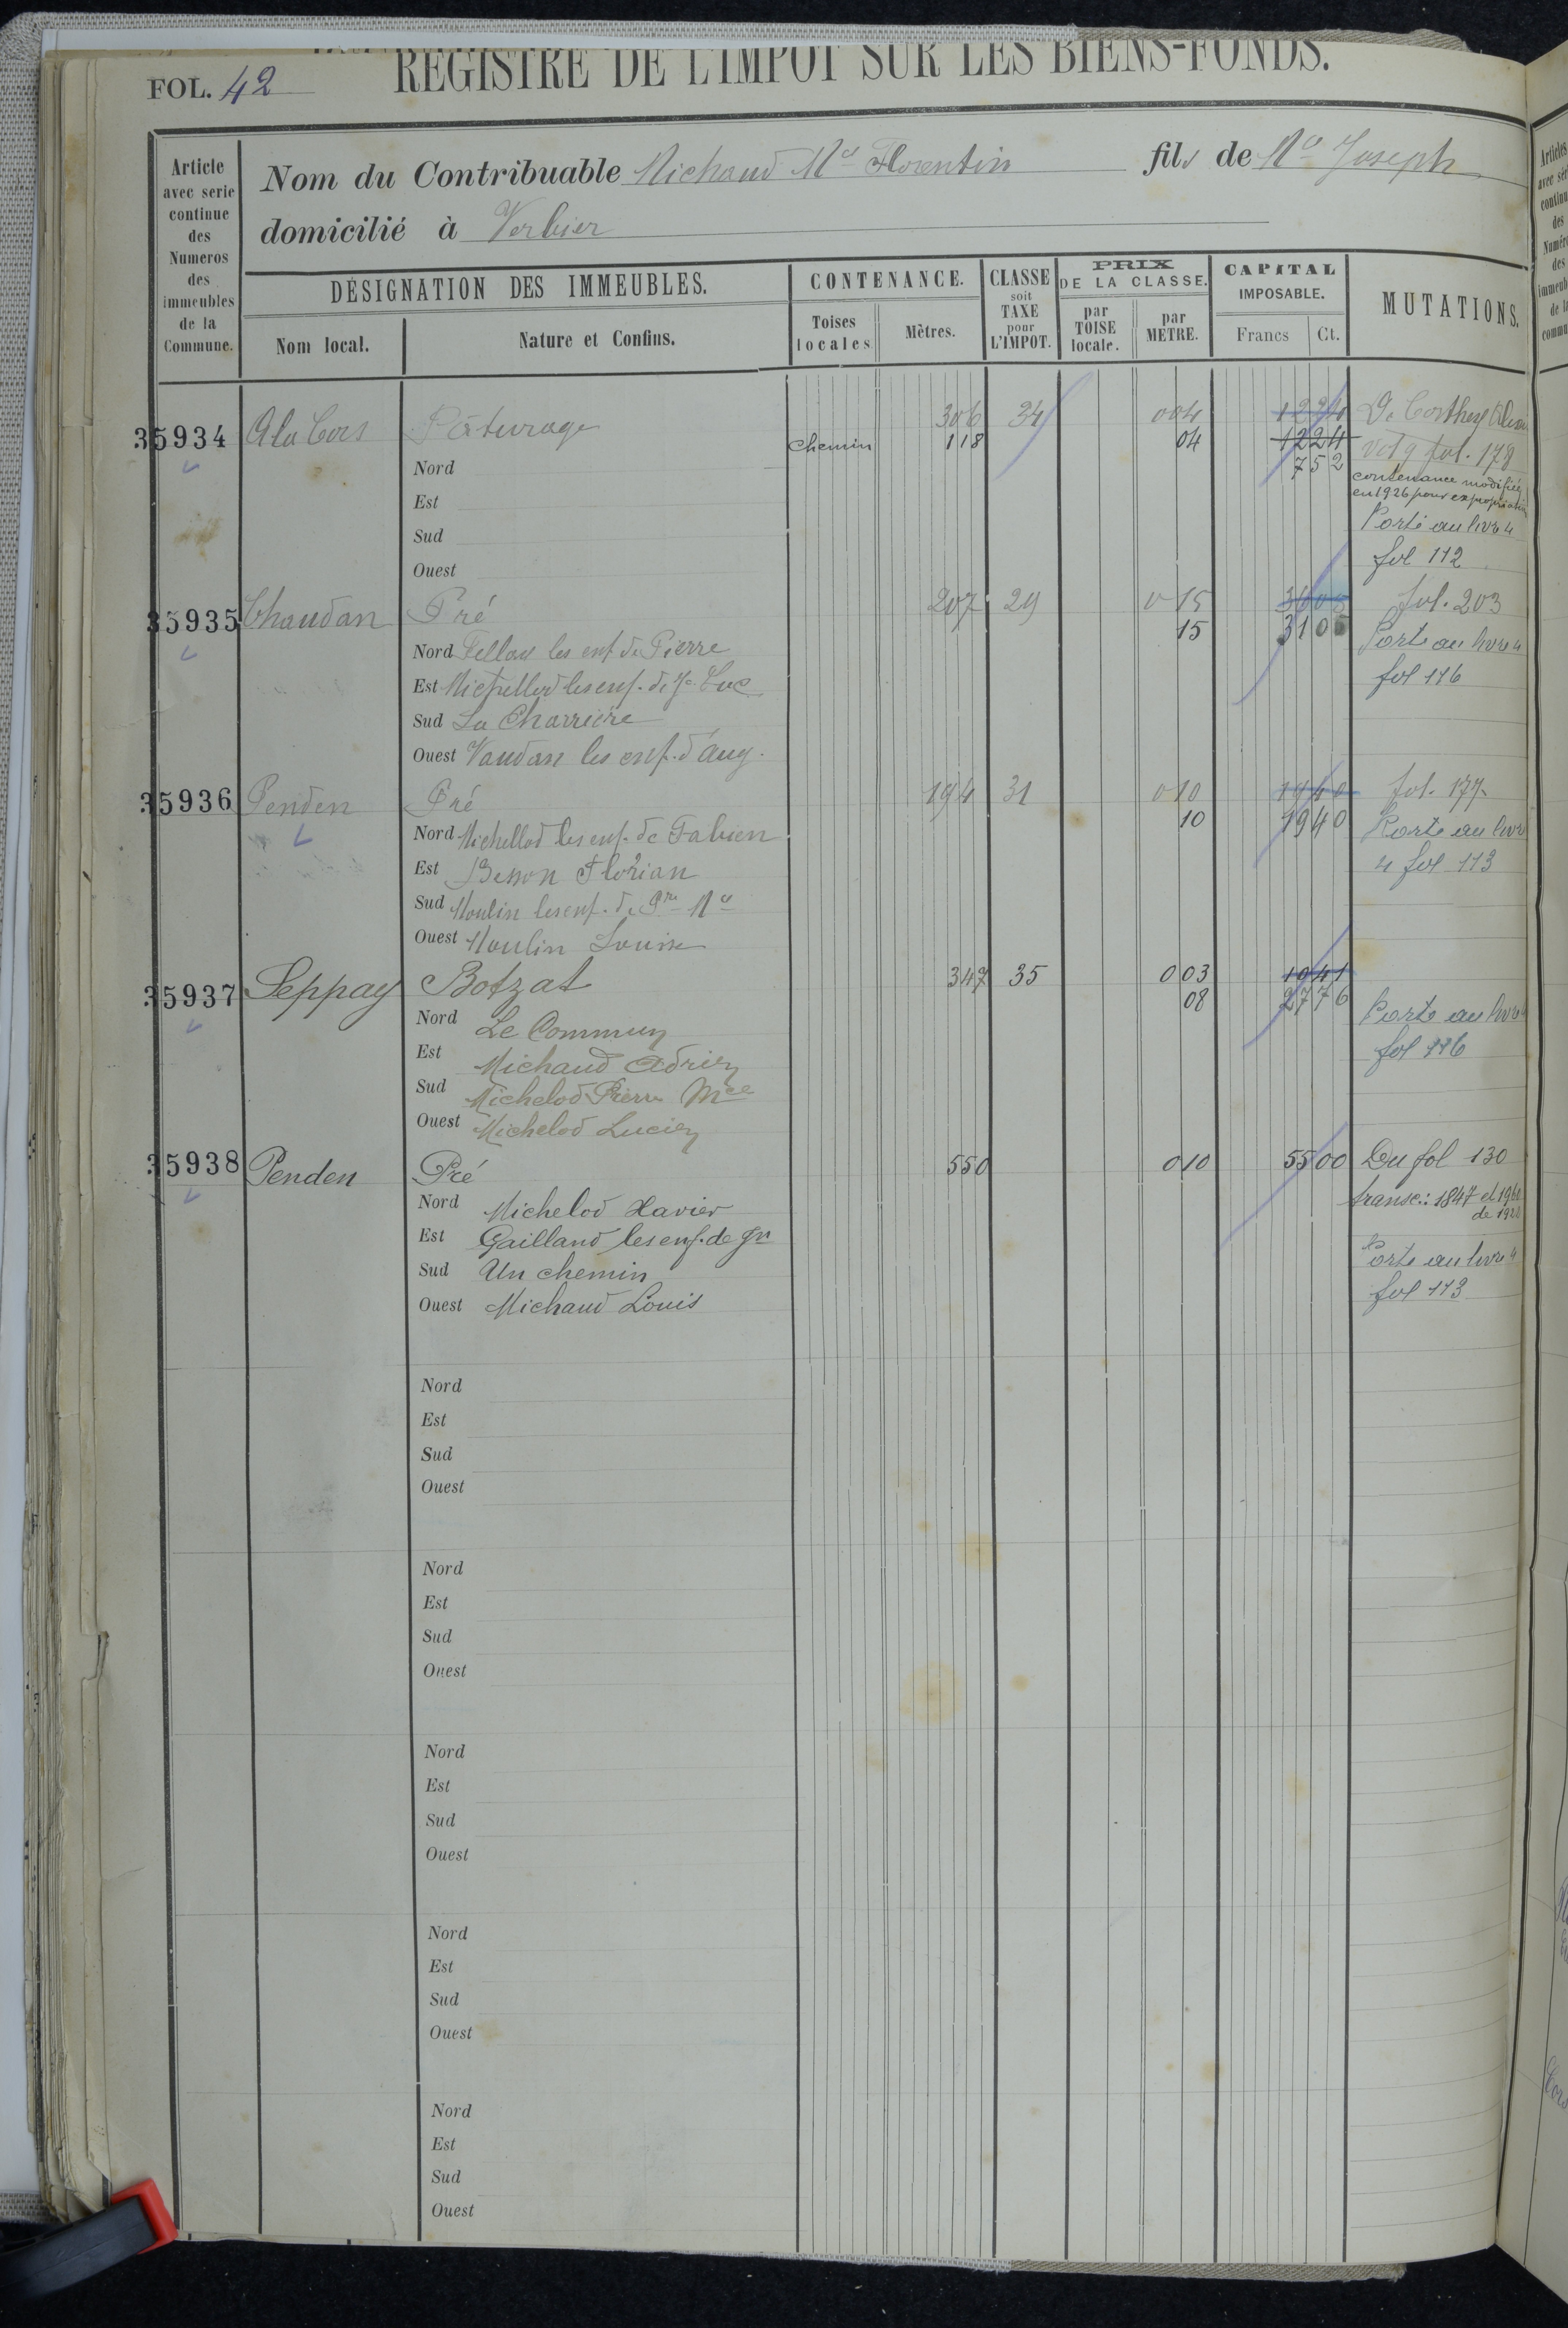 REGISTRE DE L'IMPOT SUR LES BIENS-FONDS.
FOL. 42
Article avec serie continue des Numeros des immeubles de la Commune.
Nom du Contribuable Michaud Mce Florentin fils de Mce Joseph
domicilié à Verbier
DÉSIGNATION DES IMMEUBLES. CONTENANCE. CLASSE soit TAXE pour L'IMPOT. PRIX DE LA CLASSE. CAPITAL IMPOSABLE. MUTATIONS.
Nom local. Nature et Confins. Toises locales Mètres. par TOISE locale. par METRE. Francs Ct.
35934 A la Cors Pâturage 306 34 0 04 1224 De Corthey
chemin 118 04 1224 vol 9 fol. 178
Nord 752
contenance modifiée
en 1926 pour expropriation
Est
Sud Porté au livre 4
Ouest fol 112
35935 Chaudan Pré 207 29 0 15 fol. 203
15 3105 Porté au livre 4
Nord Fellay les enf de Pierre
Est Michellod les enf. de Jh Luc fol 116
Sud La Charrière
Ouest Vaudan les enf. d'Aug.
35936 Penden Pré 194 31 0 10 1940 fol. 177
10 1940 Porté au livre
Nord Michellod les enf. de Fabien
Est Besson Florian 4 fol 113
Sud Moulin les enf. de Pre Mce
Ouest Moulin Louise
35937 Seppay Botzat 347 35 0 03 1041
08 2776 Porté au livre 4
Nord Le Commun
Est Michaud Adrien fol 116
Sud Michelod Pierre Mce
Ouest Michelod Lucien
35938 Penden Pré 550 0 10 5500 Du fol 130
Nord Michelod Xavier transc.: 1847 et 1960
de 1921
Est Gailland les enf. de Jn
Sud Un chemin Porté au livre 4
Ouest Michaud Louis fol 113
Nord
Est
Sud
Ouest
Nord
Est
Sud
Ouest
Nord
Est
Sud
Ouest
Nord
Est
Sud
Ouest
Nord
Est
Sud
Ouest